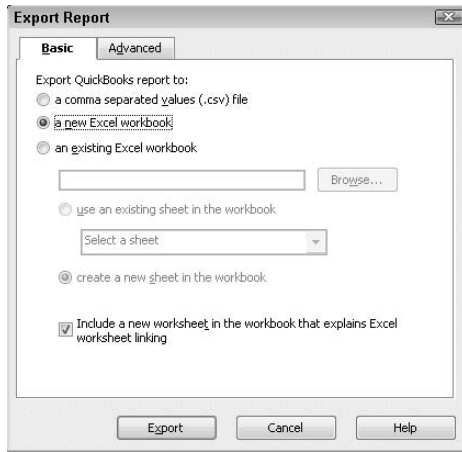 Export Report
Basic Advanced
Export QuickBooks report to:
a comma separated values (.csv) file
a new Excel workbook
an existing Excel workbook
Browse...
use an existing sheet in the workbook
Select a sheet
create a new sheet in the workbook
Include a new worksheet in the workbook that explains Excel
worksheet linking
Export Cancel Help